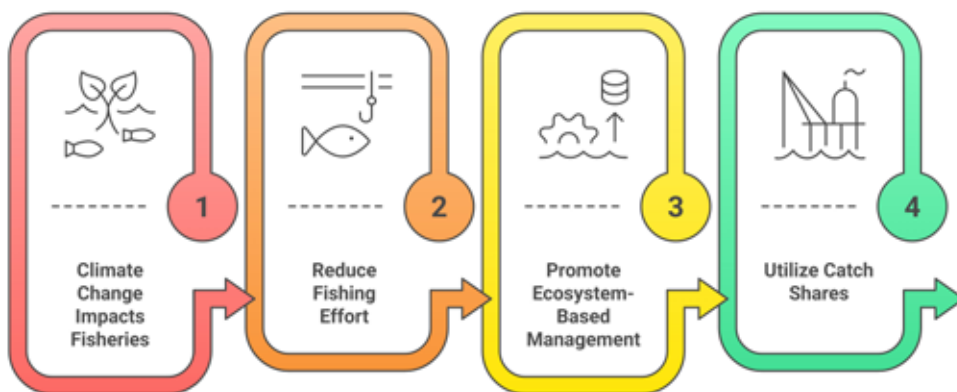 1
Climate
Change
Impacts
Fisheries
2
Reduce
Fishing
Effort
3
Promote
Ecosystem-
Based
Management
4
Utilize Catch
Shares